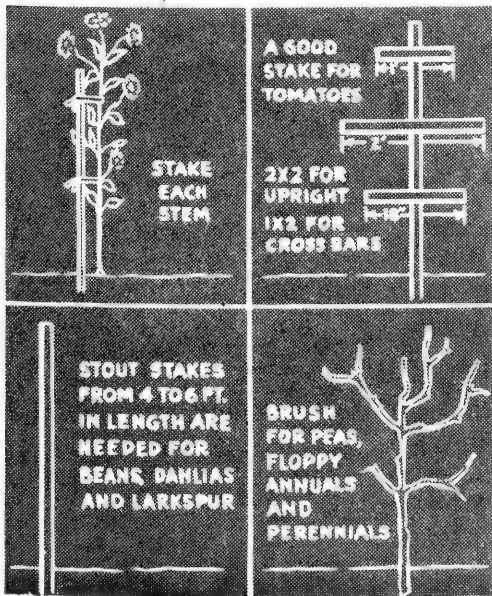 STAKE
EACH
STEM
A GOOD
STAKE FOR
TOMATOES
1'
2'
2X2 FOR
UPRIGHT
18"
1X2 FOR
CROSS BARS
STOUT STAKES
FROM 4 TO 6 FT.
IN LENGTH ARE
NEEDED FOR
BEANS, DAHLIAS
AND LARKSPUR
BRUSH
FOR PEAS,
FLOPPY
ANNUALS
AND
PERENNIALS